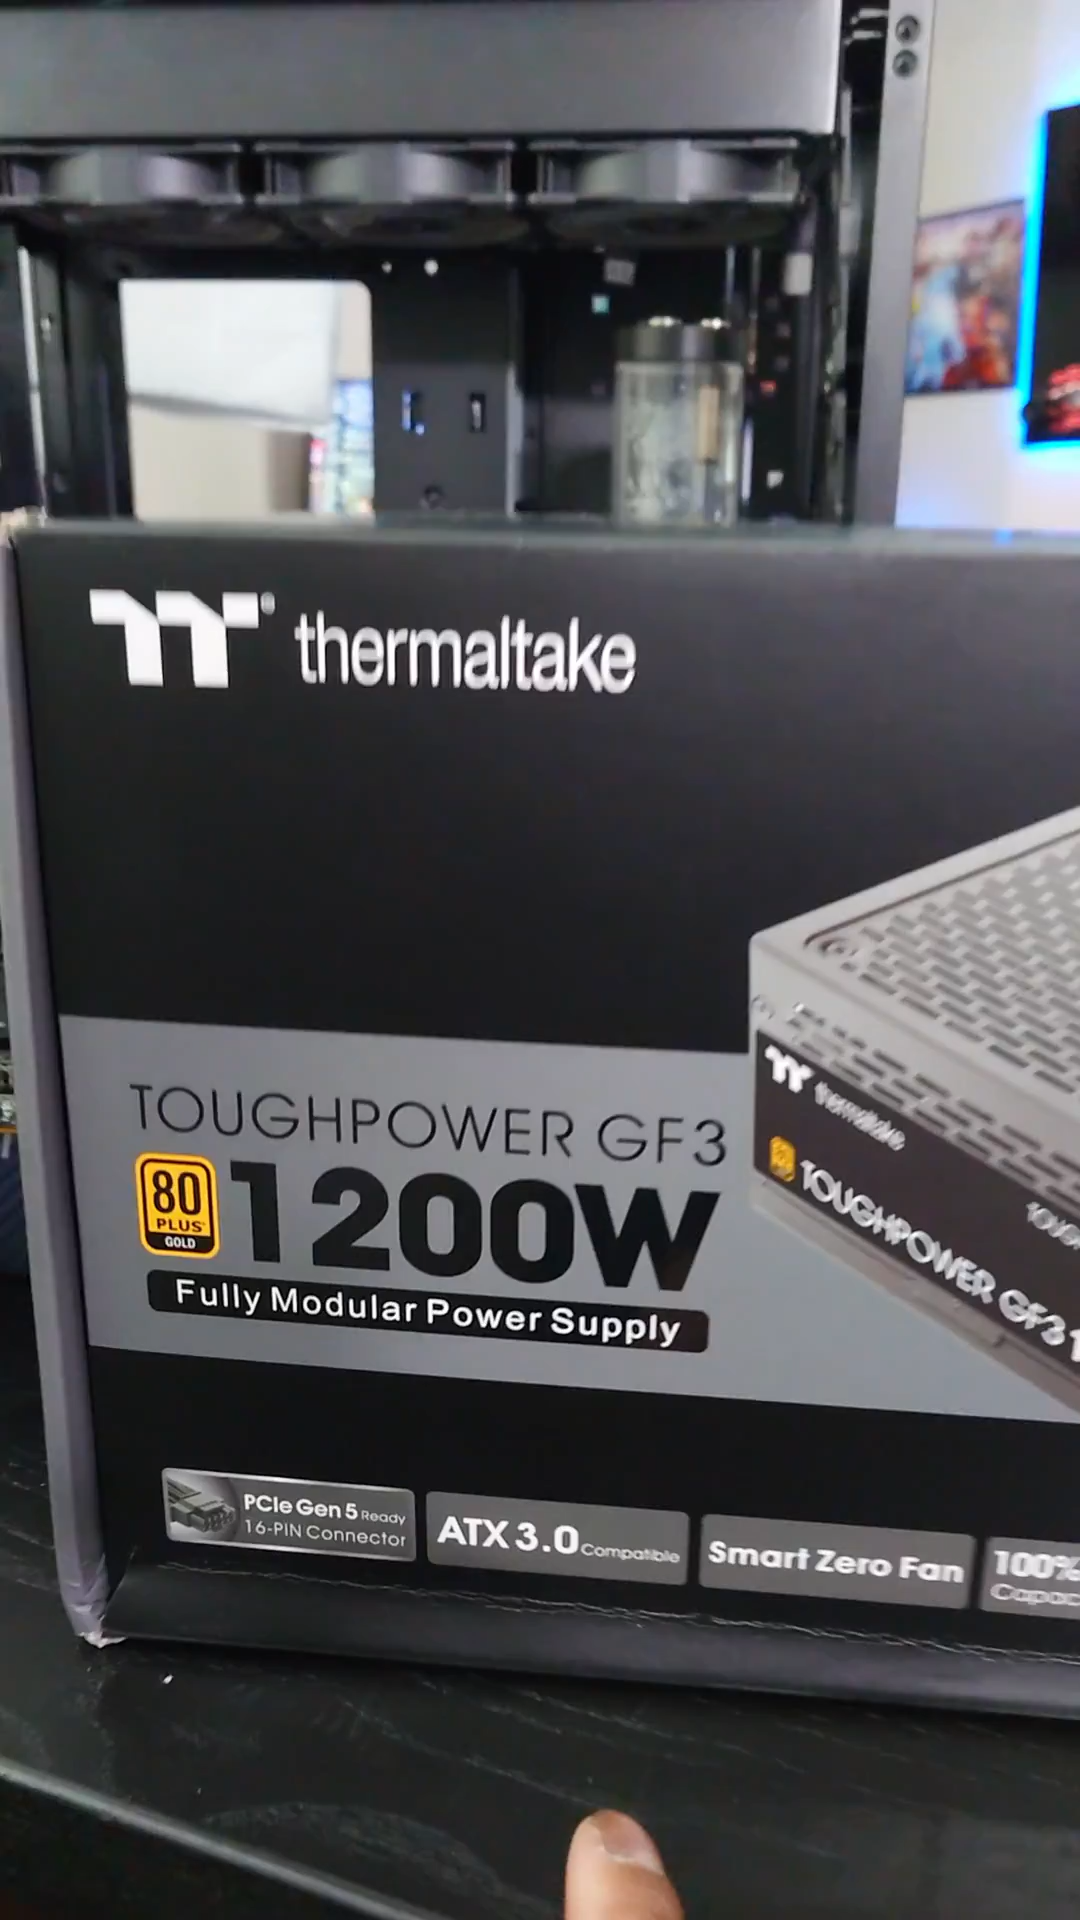 thermaltake
TOUGHPOWER GF3
80
PLUS
GOLD
1200W
Fully Modular Power Supply
thermaltake
TOUGHPOWER GF3 1
PCIe Gen 5 Ready
16-PIN Connector
ATX 3.0 Compatible
Smart Zero Fan
100%